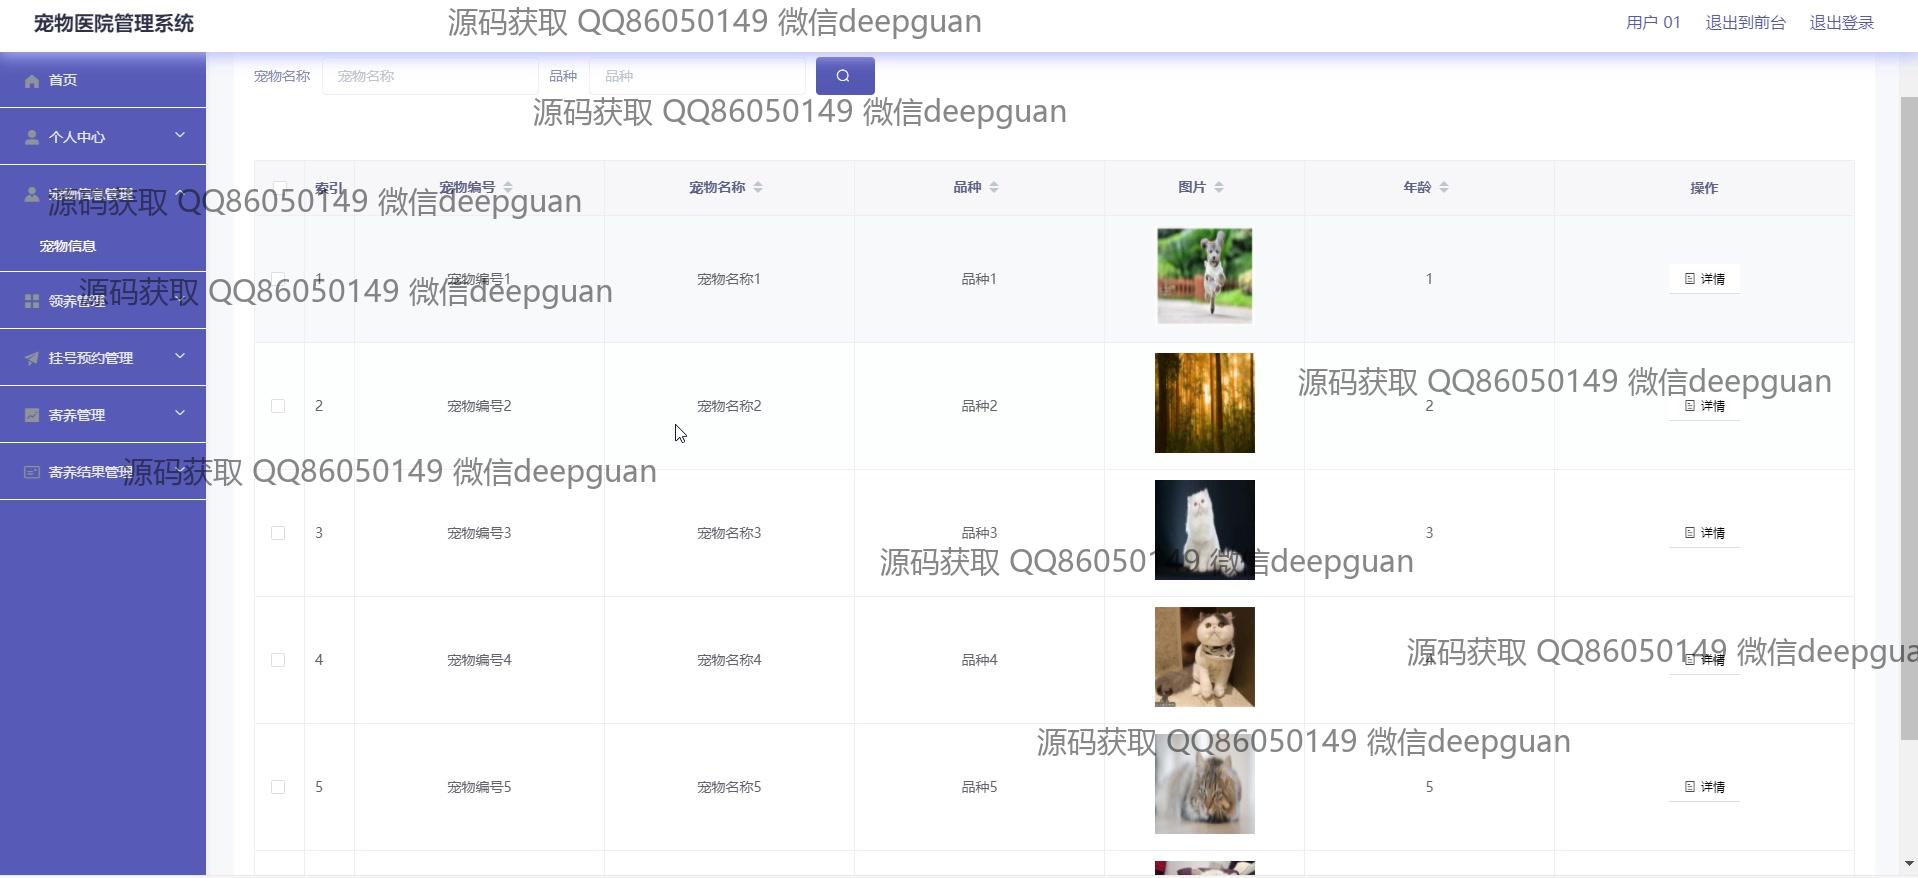 宠物医院管理系统
源码获取 QQ86050149 微信deepguan
用户 01 退出到前台 退出登录
首页
宠物名称 宠物名称 品种 品种
源码获取 QQ86050149 微信deepguan
个人中心
宠物信息管理
源码获取 QQ86050149 微信deepguan
索引 宠物编号 宠物名称 品种 图片 年龄 操作
宠物信息
1 宠物编号1 宠物名称1 品种1 1 详情
领养管理
源码获取 QQ86050149 微信deepguan
挂号预约管理
源码获取 QQ86050149 微信deepguan
2 宠物编号2 宠物名称2 品种2 2 详情
寄养管理
寄养结果管理
源码获取 QQ86050149 微信deepguan
3 宠物编号3 宠物名称3 品种3 3 详情
源码获取 QQ86050149 微信deepguan
源码获取 QQ86050149 微信deepgua
4 宠物编号4 宠物名称4 品种4 4 详情
源码获取 QQ86050149 微信deepguan
5 宠物编号5 宠物名称5 品种5 5 详情